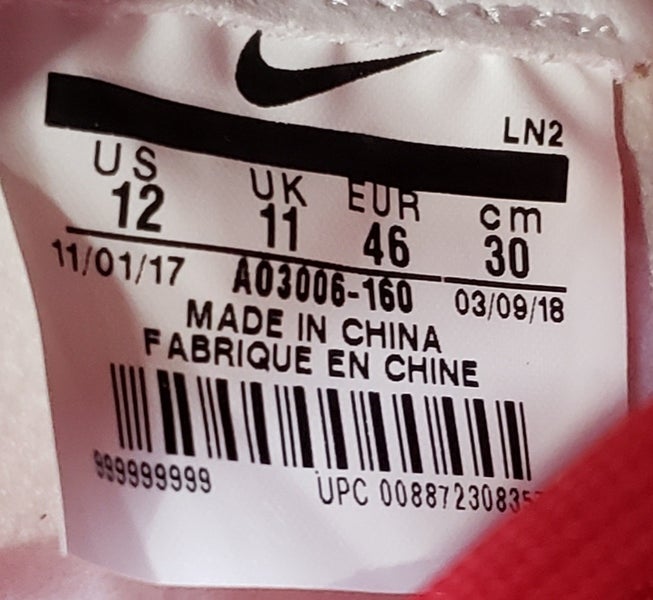 LN2
US UK EUR cm
12 11 46 30
11/01/17 AO3006-160 03/09/18
MADE IN CHINA
FABRIQUE EN CHINE
999999999 UPC 0088723083